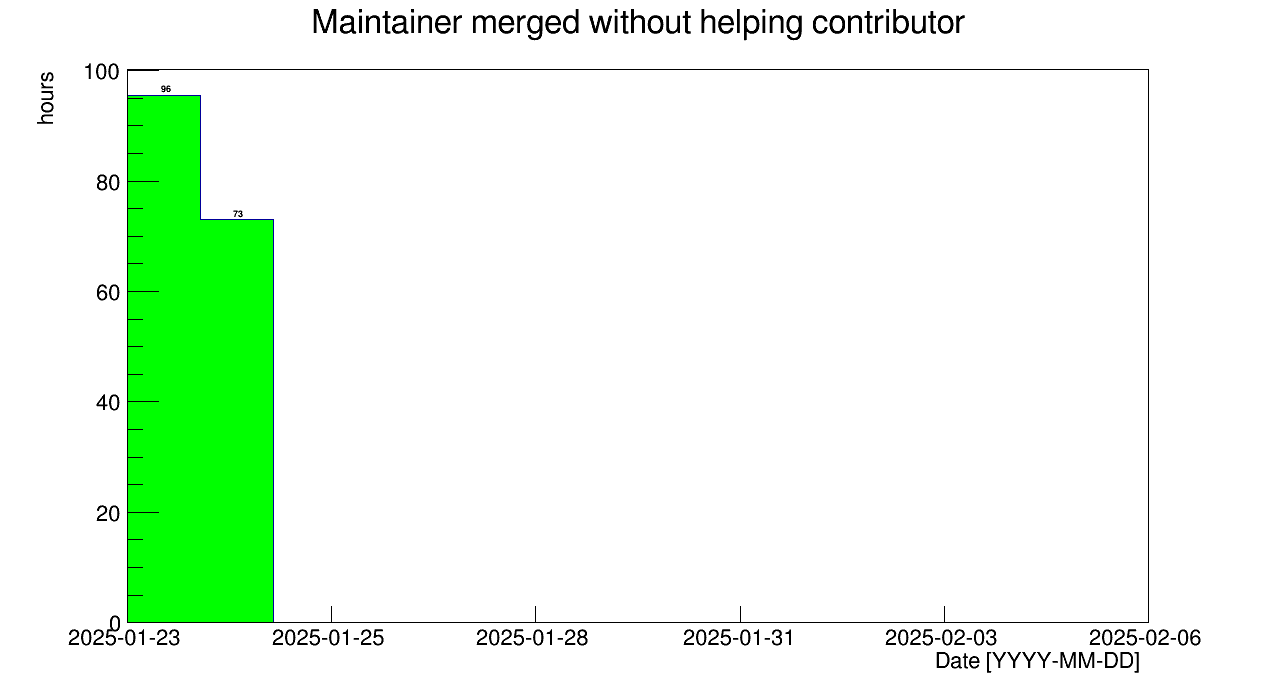 Maintainer merged without helping contributor
hours
100
96
80
73
60
40
20
0
2025-01-23 2025-01-25 2025-01-28 2025-01-31 2025-02-03 2025-02-06
Date [YYYY-MM-DD]